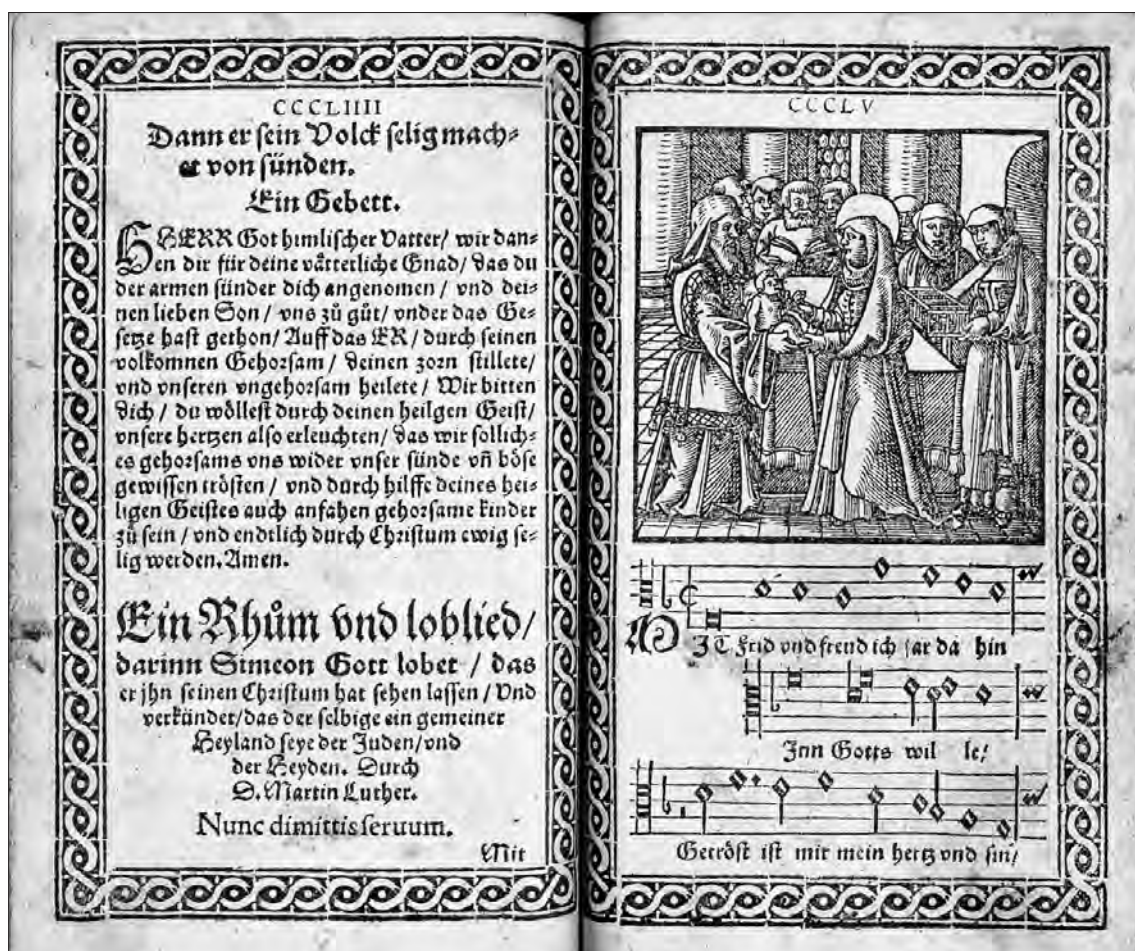 CCCLIIII
Dann er sein Volck selig mach⸗
et von sünden.
Ein Gebett.
HERR Got himlischer Vatter/ wir dan⸗
en dir für deine vätterliche Gnad/ das du
der armen sünder dich angenomen / vnd dei⸗
nen lieben Son / vns zů gůt/ vnder das Ge⸗
setze hast gethon/ Auff das ER / durch seinen
volkomnen Gehorsam / deinen zorn stillete/
vnd vnseren vngehorsam heilete / Wir bitten
dich / du wöllest durch deinen heilgen Geist/
vnsere hertzen also erleuchten/ das wir sollich⸗
es gehorsams vns wider vnser sünde vñ böse
gewissen trösten / vnd durch hilffe deines hei⸗
ligen Geistes auch anfahen gehorsame kinder
zů sein / vnd endtlich durch Christum ewig se⸗
lig werden. Amen.
Ein Rhům vnd loblied/
darinn Simeon Gott lobet / das
er jhn seinen Christum hat sehen lassen / Vnd
verkündet/das der selbige ein gemeiner
Heyland seye der Juden/vnd
der Heyden. Durch
D. Martin Luther.
Nunc dimittis seruum.
Mit
CCCLV
MIT Frid vnd freud ich far da hin
Inn Gotts wil le/
Getröst ist mir mein hertz vnd sin/